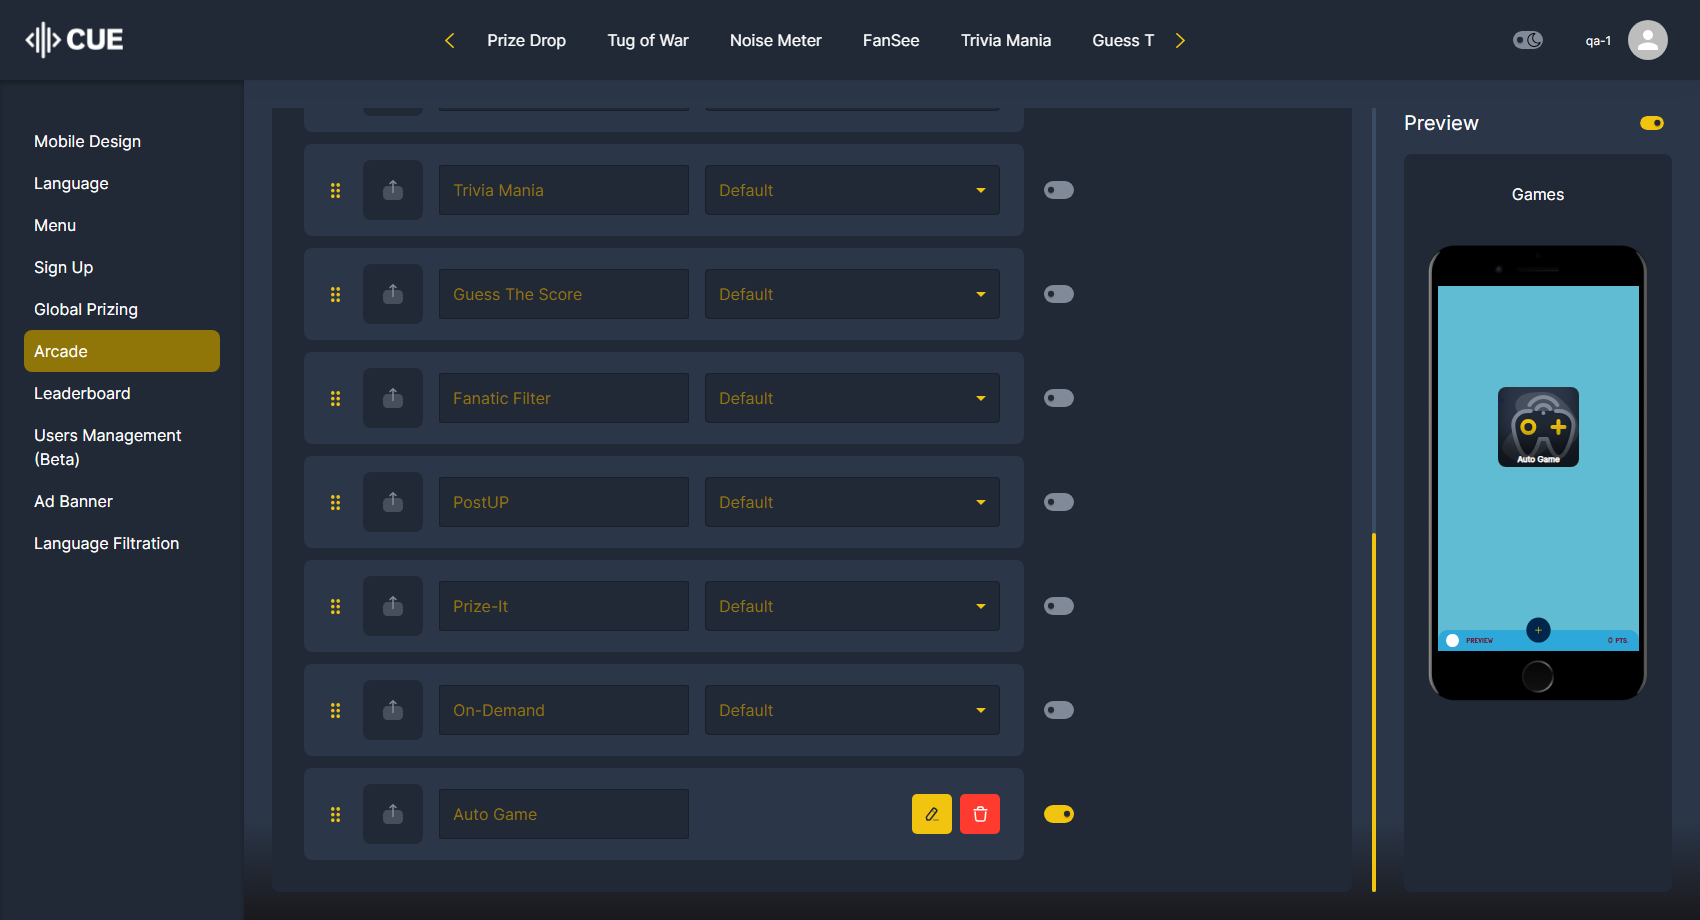 CUE
Prize Drop
Tug of War
Noise Meter
FanSee
Trivia Mania
Guess T
qa-1
Mobile Design
Language
Menu
Sign Up
Global Prizing
Arcade
Leaderboard
Users Management
(Beta)
Ad Banner
Language Filtration
Trivia Mania
Default
Guess The Score
Default
Fanatic Filter
Default
PostUP
Default
Prize-It
Default
On-Demand
Default
Auto Game
Preview
Games
Auto Game
PREVIEW
0 PTS.